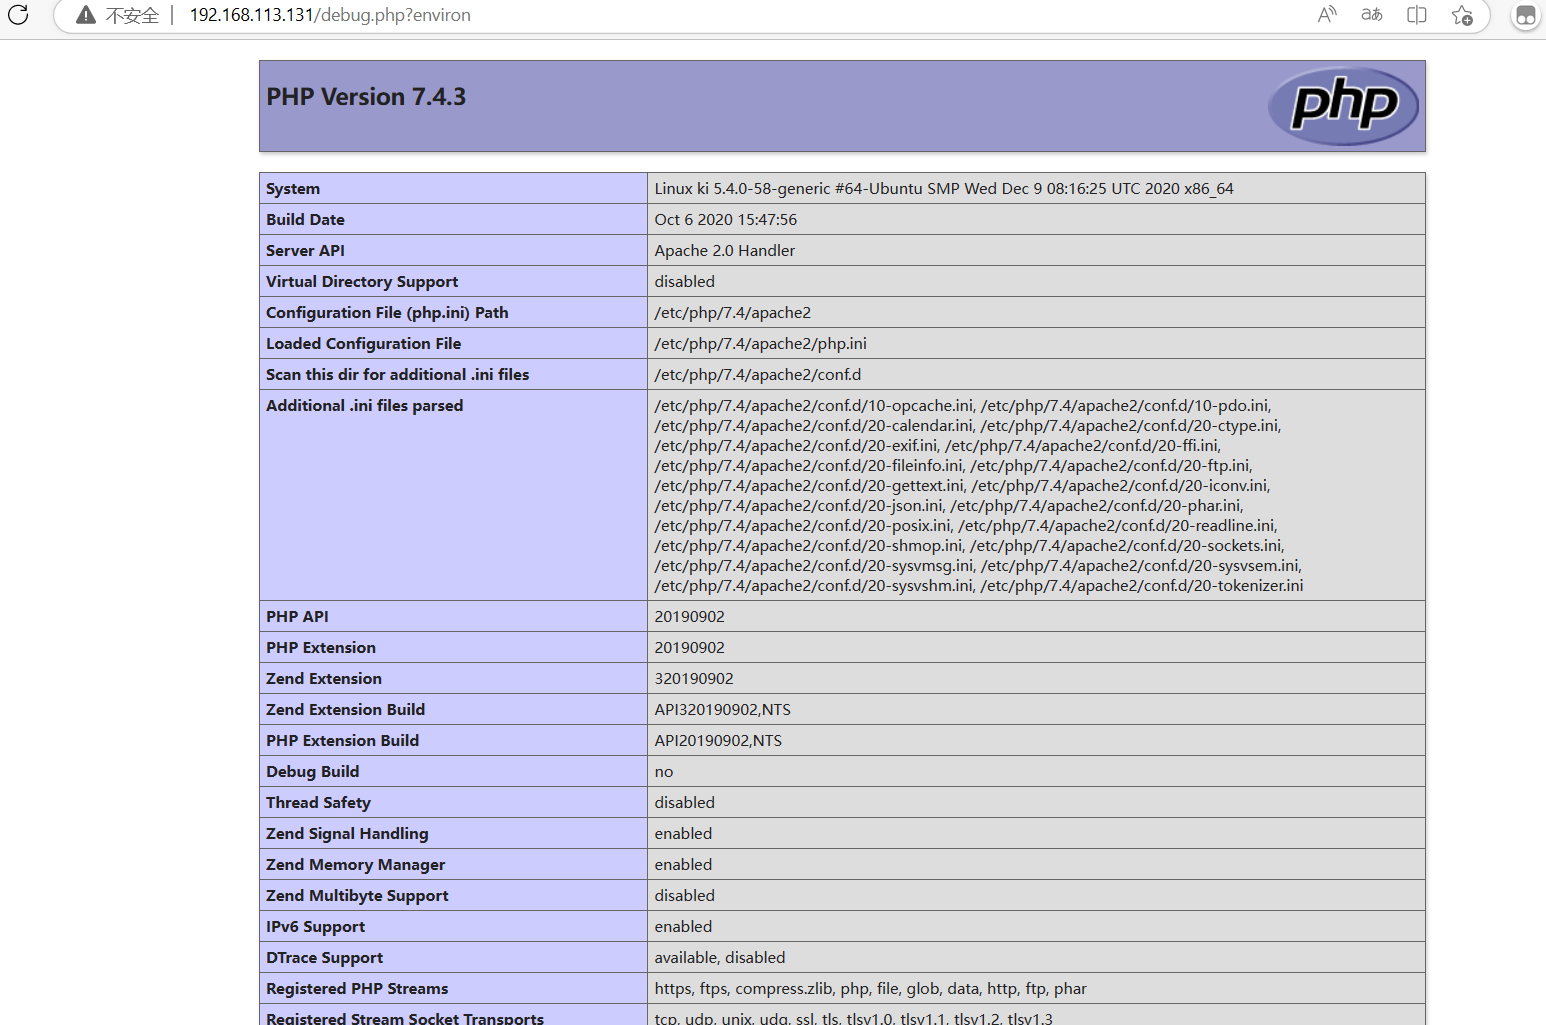 不安全 | 192.168.113.131/debug.php?environ
PHP Version 7.4.3
php
System Linux ki 5.4.0-58-generic #64-Ubuntu SMP Wed Dec 9 08:16:25 UTC 2020 x86_64
Build Date Oct 6 2020 15:47:56
Server API Apache 2.0 Handler
Virtual Directory Support disabled
Configuration File (php.ini) Path /etc/php/7.4/apache2
Loaded Configuration File /etc/php/7.4/apache2/php.ini
Scan this dir for additional .ini files /etc/php/7.4/apache2/conf.d
Additional .ini files parsed /etc/php/7.4/apache2/conf.d/10-opcache.ini, /etc/php/7.4/apache2/conf.d/10-pdo.ini,
/etc/php/7.4/apache2/conf.d/20-calendar.ini, /etc/php/7.4/apache2/conf.d/20-ctype.ini,
/etc/php/7.4/apache2/conf.d/20-exif.ini, /etc/php/7.4/apache2/conf.d/20-ffi.ini,
/etc/php/7.4/apache2/conf.d/20-fileinfo.ini, /etc/php/7.4/apache2/conf.d/20-ftp.ini,
/etc/php/7.4/apache2/conf.d/20-gettext.ini, /etc/php/7.4/apache2/conf.d/20-iconv.ini,
/etc/php/7.4/apache2/conf.d/20-json.ini, /etc/php/7.4/apache2/conf.d/20-phar.ini,
/etc/php/7.4/apache2/conf.d/20-posix.ini, /etc/php/7.4/apache2/conf.d/20-readline.ini,
/etc/php/7.4/apache2/conf.d/20-shmop.ini, /etc/php/7.4/apache2/conf.d/20-sockets.ini,
/etc/php/7.4/apache2/conf.d/20-sysvmsg.ini, /etc/php/7.4/apache2/conf.d/20-sysvsem.ini,
/etc/php/7.4/apache2/conf.d/20-sysvshm.ini, /etc/php/7.4/apache2/conf.d/20-tokenizer.ini
PHP API 20190902
PHP Extension 20190902
Zend Extension 320190902
Zend Extension Build API320190902,NTS
PHP Extension Build API20190902,NTS
Debug Build no
Thread Safety disabled
Zend Signal Handling enabled
Zend Memory Manager enabled
Zend Multibyte Support disabled
IPv6 Support enabled
DTrace Support available, disabled
Registered PHP Streams https, ftps, compress.zlib, php, file, glob, data, http, ftp, phar
Registered Stream Socket Transports tcp, udp, unix, udg, ssl, tls, tlsv1.0, tlsv1.1, tlsv1.2, tlsv1.3